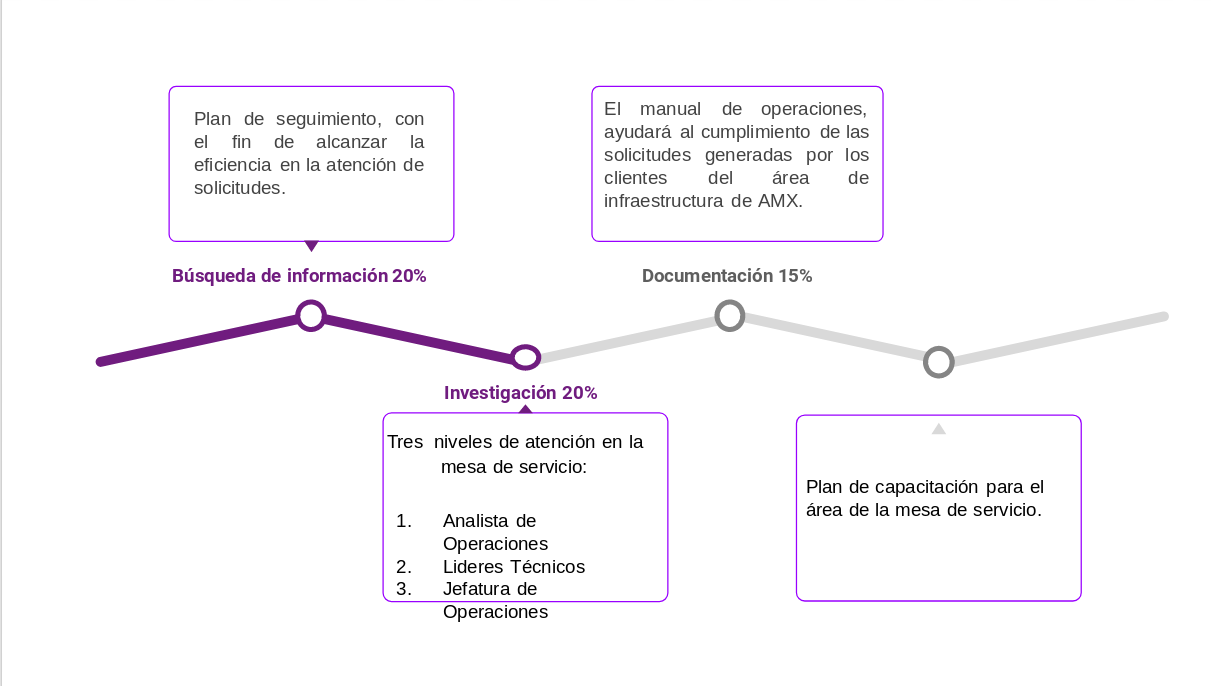 Plan de seguimiento, con
el fin de alcanzar la
eficiencia en la atención de
solicitudes.
El manual de operaciones,
ayudará al cumplimiento de las
solicitudes generadas por los
clientes del área de
infraestructura de AMX.
Búsqueda de información 20%
Documentación 15%
Investigación 20%
Tres niveles de atención en la
mesa de servicio:
1. Analista de
Operaciones
2. Lideres Técnicos
3. Jefatura de
Operaciones
Plan de capacitación para el
área de la mesa de servicio.